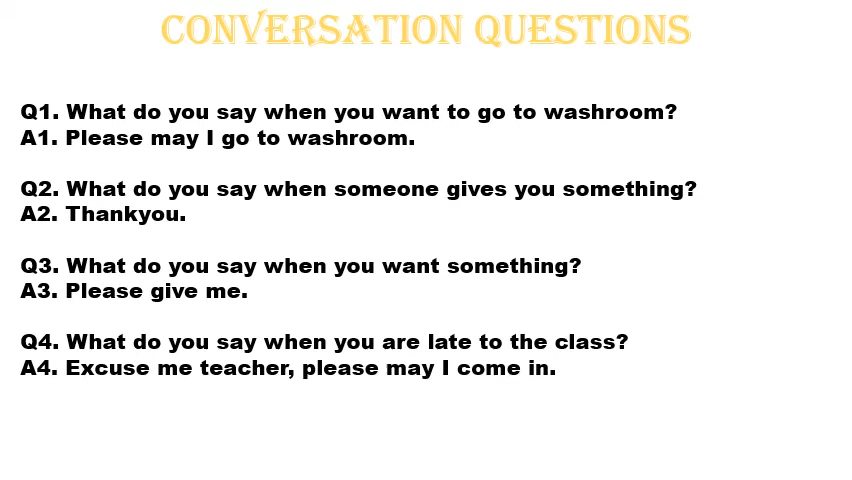 CONVERSATION QUESTIONS
Q1. What do you say when you want to go to washroom?
A1. Please may I go to washroom.
Q2. What do you say when someone gives you something?
A2. Thankyou.
Q3. What do you say when you want something?
A3. Please give me.
Q4. What do you say when you are late to the class?
A4. Excuse me teacher, please may I come in.